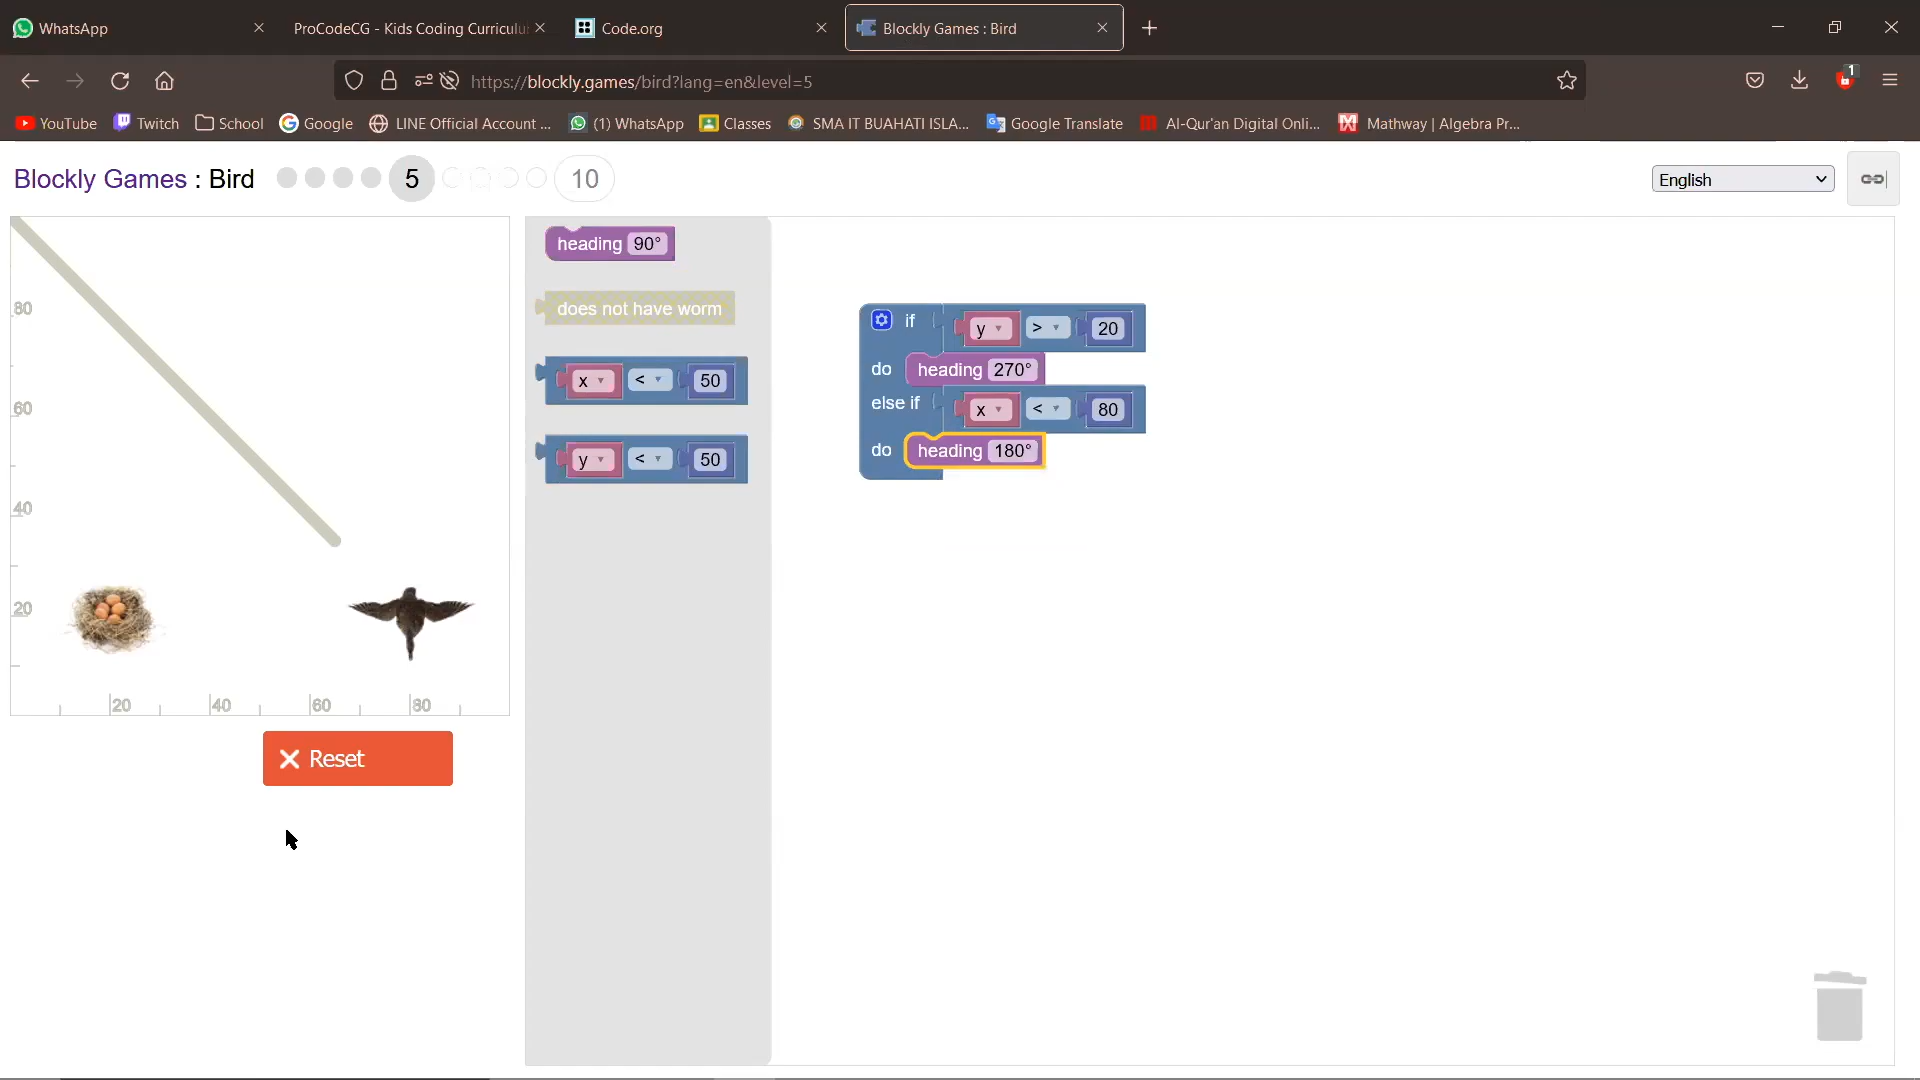 WhatsApp
ProCodeCG - Kids Coding Curriculu
Code.org
Blockly Games : Bird
https://blockly.games/bird?lang=en&level=5
1
YouTube
Twitch
School
Google
LINE Official Account ...
(1) WhatsApp
Classes
SMA IT BUAHATI ISLA...
Google Translate
Al-Qur'an Digital Onli...
Mathway | Algebra Pr...
Blockly Games : Bird
5
10
English
80
60
40
20
20
40
60
80
Reset
heading 90°
does not have worm
x < 50
y < 50
if y > 20
do heading 270°
else if x < 80
do heading 180°